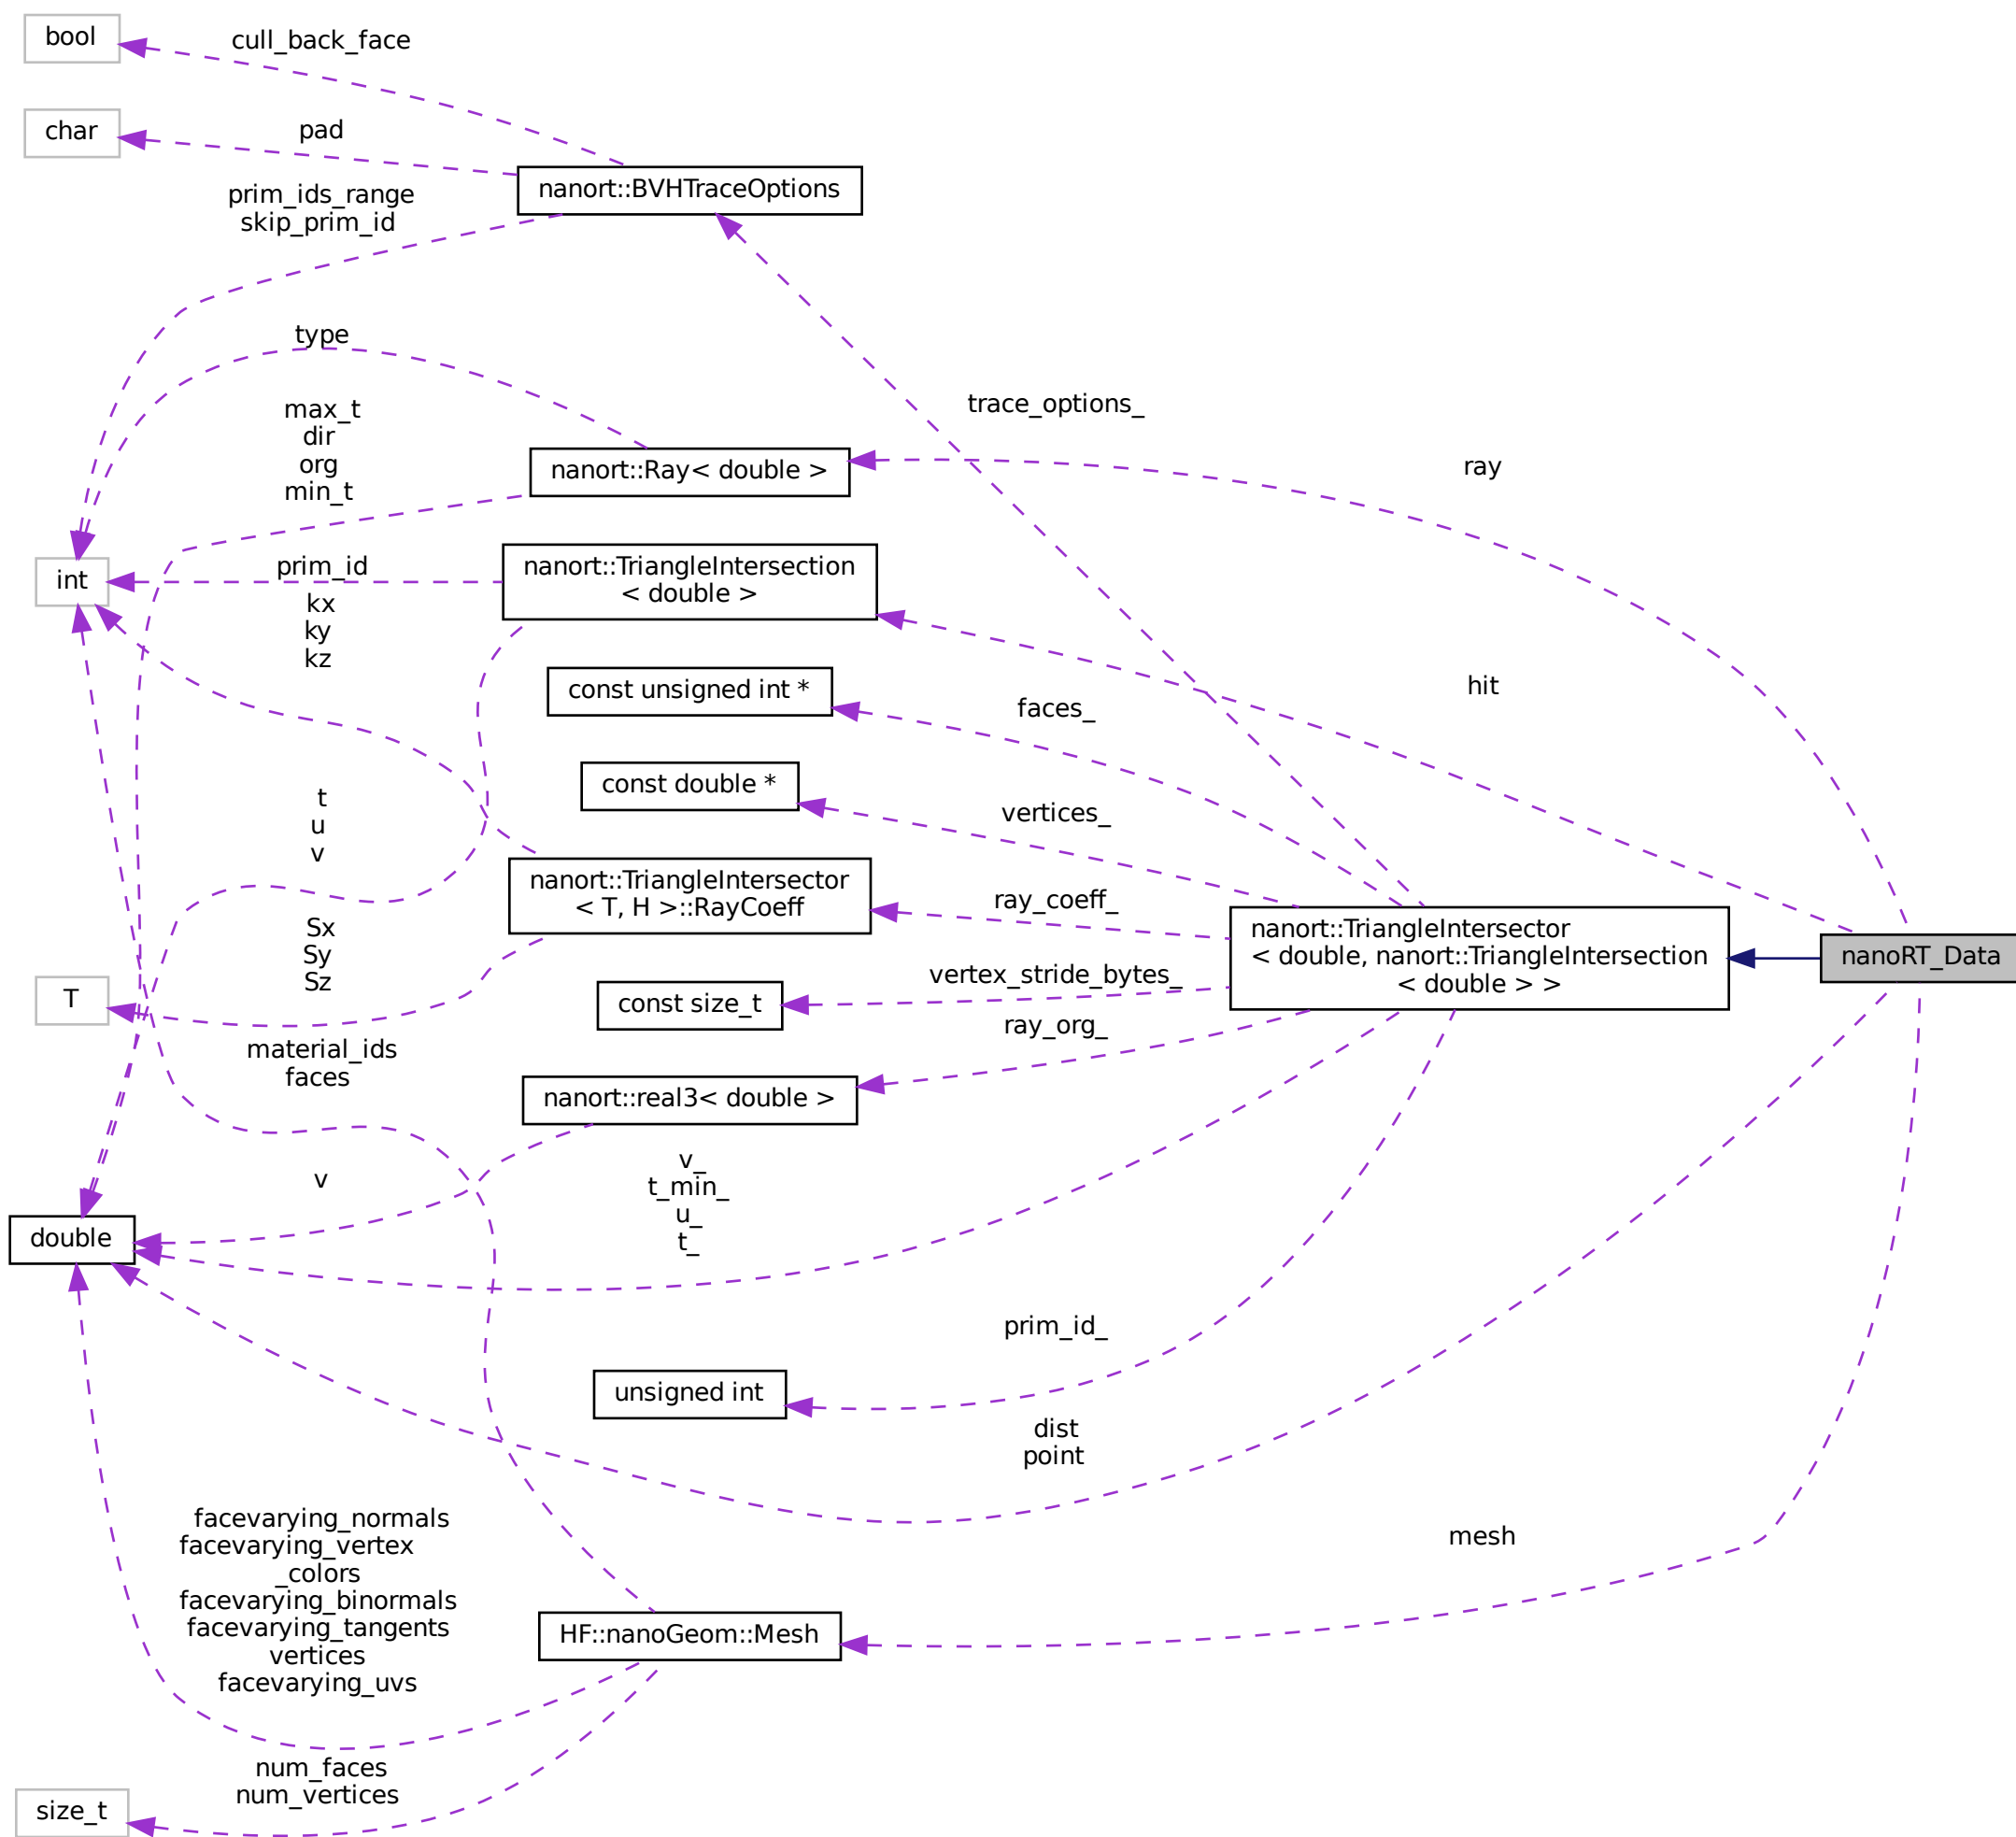 bool
cull_back_face
char
pad
nanort::BVHTraceOptions
prim_ids_range
skip_prim_id
type
trace_options_
max_t
dir
org
min_t
nanort::Ray< double >
ray
int
prim_id
nanort::TriangleIntersection
< double >
kx
ky
kz
const unsigned int *
faces_
hit
const double *
vertices_
t
u
v
nanort::TriangleIntersector
< T, H >::RayCoeff
ray_coeff_
nanort::TriangleIntersector
< double, nanort::TriangleIntersection
< double > >
nanoRT_Data
Sx
Sy
Sz
T
const size_t
vertex_stride_bytes_
ray_org_
material_ids
faces
nanort::real3< double >
v
v_
t_min_
u_
t_
double
prim_id_
unsigned int
dist
point
mesh
facevarying_normals
facevarying_vertex
_colors
facevarying_binormals
facevarying_tangents
vertices
facevarying_uvs
HF::nanoGeom::Mesh
num_faces
num_vertices
size_t